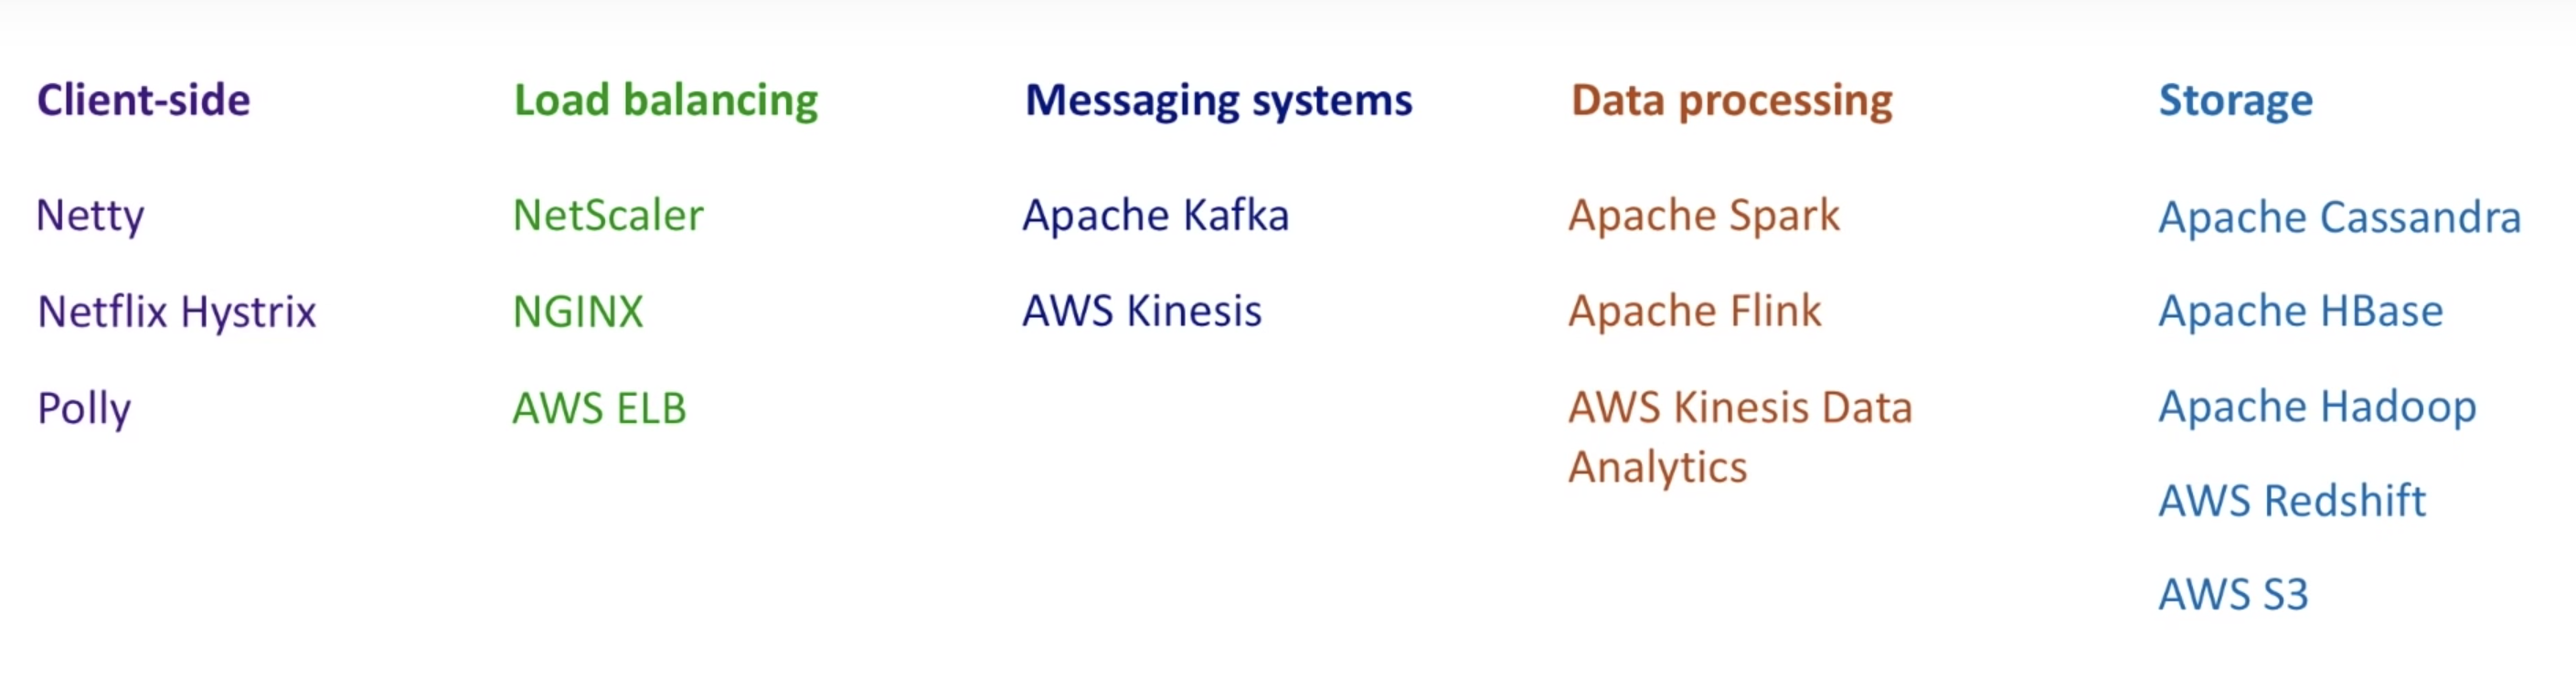 Client-side
Netty
Netflix Hystrix
Polly
Load balancing
NetScaler
NGINX
AWS ELB
Messaging systems
Apache Kafka
AWS Kinesis
Data processing
Apache Spark
Apache Flink
AWS Kinesis Data
Analytics
Storage
Apache Cassandra
Apache HBase
Apache Hadoop
AWS Redshift
AWS S3